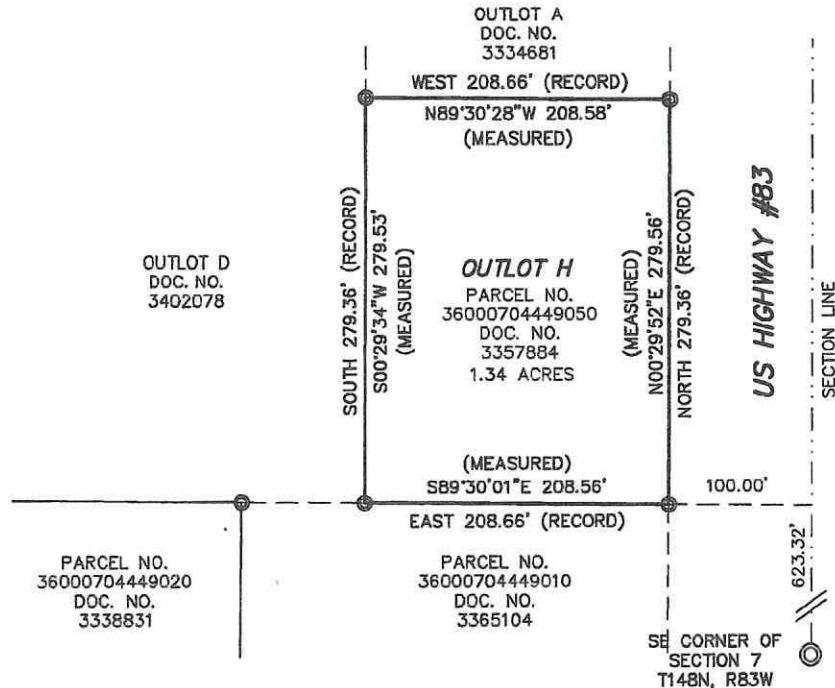 OUTLOT A
DOC. NO.
3334681
WEST 208.66' (RECORD)
N89°30'28"W 208.58'
(MEASURED)
SOUTH 279.36' (RECORD)
S00°29'34"W 279.53'
(MEASURED)
OUTLOT D
DOC. NO.
3402078
OUTLOT H
PARCEL NO.
36000704449050
DOC. NO.
3357884
1.34 ACRES
(MEASURED)
N00°29'52"E 279.56'
NORTH 279.36' (RECORD)
US HIGHWAY #83
SECTION LINE
(MEASURED)
S89°30'01"E 208.56'
EAST 208.66' (RECORD)
100.00'
623.32'
PARCEL NO.
36000704449020
DOC. NO.
3338831
PARCEL NO.
36000704449010
DOC. NO.
3365104
SE CORNER OF
SECTION 7
T148N, R83W